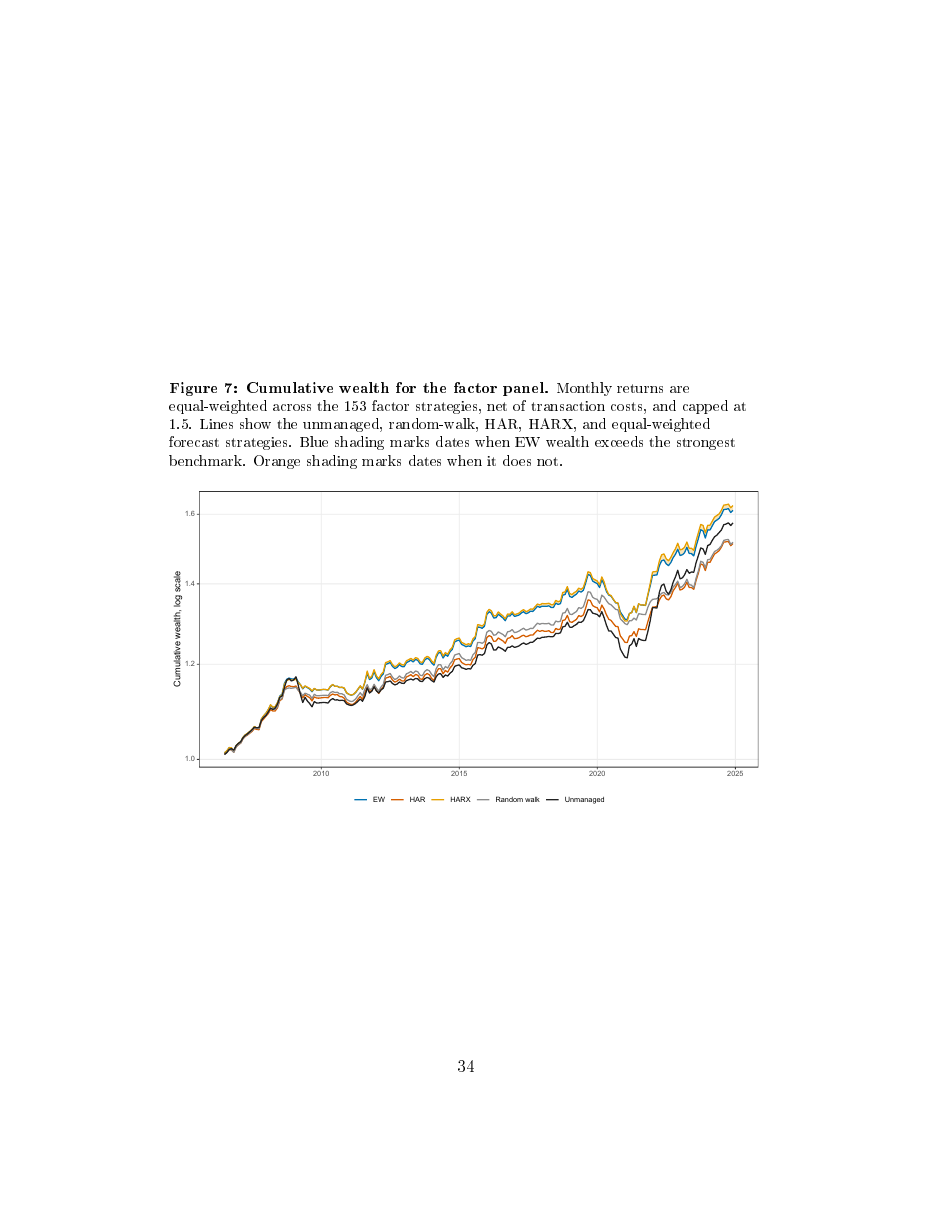 Figure 7: Cumulative wealth for the factor panel. Monthly returns are
equal-weighted across the 153 factor strategies, net of transaction costs, and capped at
1.5. Lines show the unmanaged, random-walk, HAR, HARX, and equal-weighted
forecast strategies. Blue shading marks dates when EW wealth exceeds the strongest
benchmark. Orange shading marks dates when it does not.
Cumulative wealth, log scale
1.6
1.4
1.2
1.0
2010 2015 2020 2025
EW HAR HARX Random walk Unmanaged
34